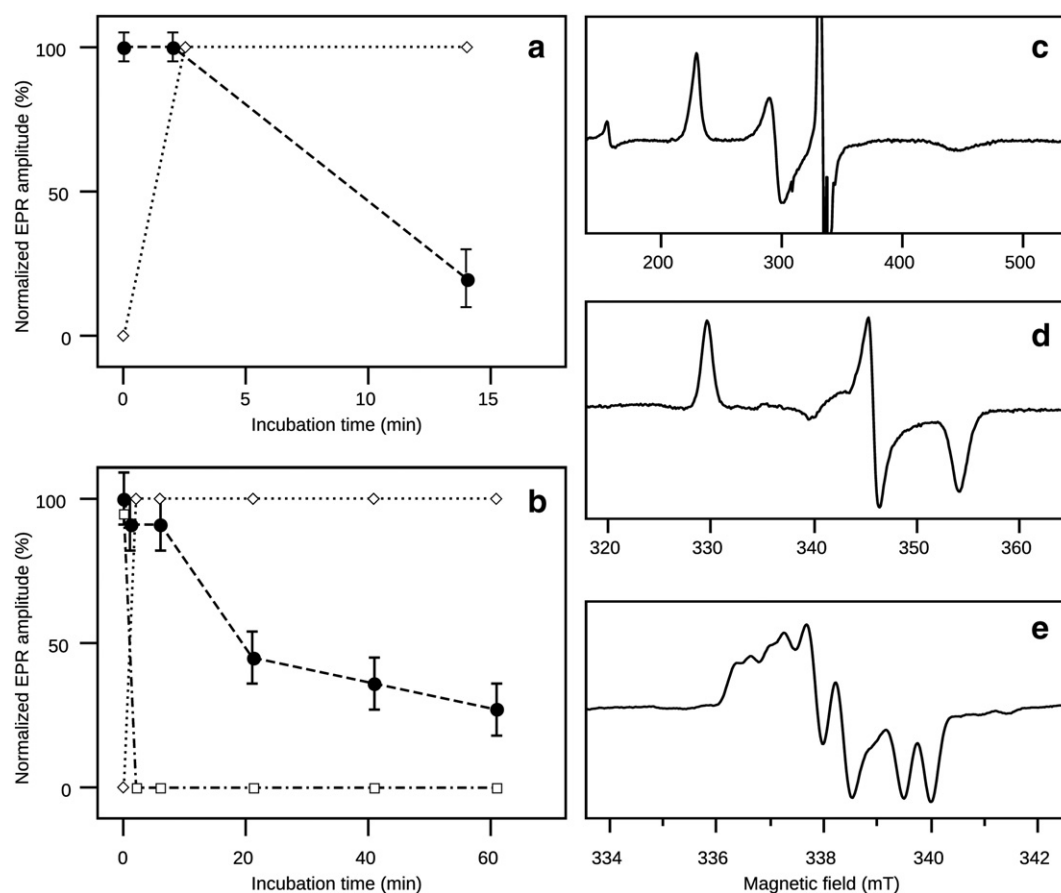 a
Normalized EPR amplitude (%)
100
50
0
0 5 10 15
Incubation time (min)
b
Normalized EPR amplitude (%)
100
50
0
0 20 40 60
Incubation time (min)
c
200 300 400 500
d
320 330 340 350 360
e
334 336 338 340 342
Magnetic field (mT)